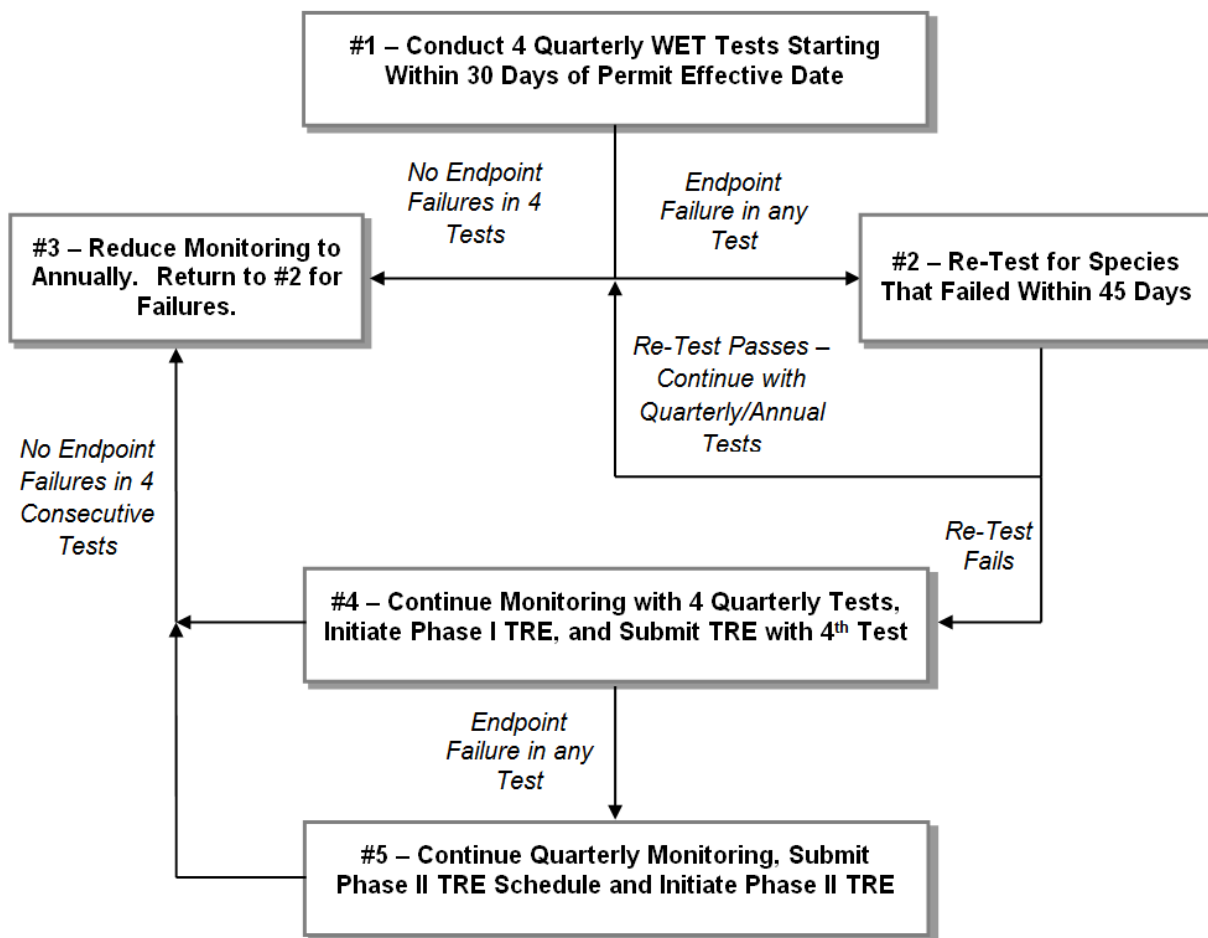 #1 – Conduct 4 Quarterly WET Tests Starting
Within 30 Days of Permit Effective Date
No Endpoint
Failures in 4
Tests
Endpoint
Failure in any
Test
#3 – Reduce Monitoring to
Annually. Return to #2 for
Failures.
#2 – Re-Test for Species
That Failed Within 45 Days
Re-Test Passes –
Continue with
Quarterly/Annual
Tests
No Endpoint
Failures in 4
Consecutive
Tests
Re-Test
Fails
#4 – Continue Monitoring with 4 Quarterly Tests,
Initiate Phase I TRE, and Submit TRE with 4th Test
Endpoint
Failure in any
Test
#5 – Continue Quarterly Monitoring, Submit
Phase II TRE Schedule and Initiate Phase II TRE